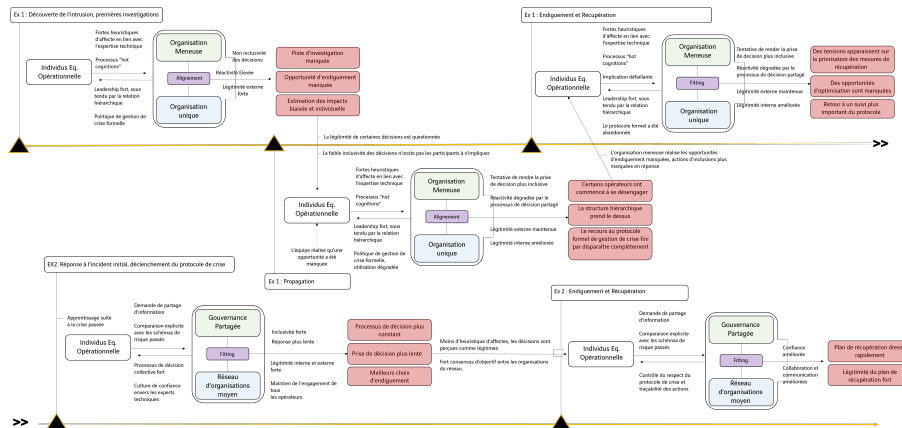 Ex 1 : Découverte de l'intrusion, premières investigations
Fortes heuristiques
d'affecte en lien avec
l'expertise technique
Processus "hot
cognitions"
Individus Eq.
Opérationnelle
Leadership fort, sous
tendu par la relation
hiérarchique
Politique de gestion de
crise formelle
Organisation
Meneuse
Alignement
Organisation
unique
Non inclusivité
des décisions
Réactivité Elevée
Légitimité externe
forte
Piste d'investigation
manquée
Opportunité d'endiguement
manquée
Estimation des impacts
biaisée et individuelle
La légitimité de certaines décisions est questionnée
La faible inclusivité des décisions n'incite pas les participants à s'impliquer
Fortes heuristiques
d'affecte en lien avec
l'expertise technique
Processus "hot
cognitions"
Individus Eq.
Opérationnelle
Leadership fort, sous
tendu par la relation
hiérarchique
Politique de gestion de
crise formelle,
utilisation dégradée
L'équipe réalise qu'une
opportunité a été
manquée
Ex 1 : Propagation
Organisation
Meneuse
Alignement
Organisation
unique
Tentative de rendre la prise
de decision plus inclusive
Réactivité dégradée par le
processus de décision partagé
Légitimité externe maintenue
Légitimité interne améliorée
Certains opérateurs ont
commencé à se désengager
La structure hiérarchique
prend le dessus
Le recours au protocole
formel de gestion de crise fini
par disparaître complètement
L'organisation meneuse réalise les opportunités
d'endiguement manquées, actions d'inclusions plus
marquées en réponse
Ex 1 : Endiguement et Récupération
Fortes heuristiques
d'affecte en lien avec
l'expertise technique
Processus "hot
cognitions"
Implication défaillante
Individus Eq.
Opérationnelle
Leadership fort, sous
tendu par la relation
hiérarchique
Le protocole formel a été
abandonnée
Organisation
Meneuse
Fitting
Organisation
unique
Tentative de rendre la prise
de décision plus inclusive
Réactivité dégradée par le
processus de décision partagé
Légitimité externe maintenue
Légitimité interne améliorée
Des tensions apparaissent sur
la priorisation des mesures de
récupération
Des opportunités
d'optimisation sont manquées
Retour à un suivi plus
important du protocole
EX2. Réponse à l'incident initial, déclenchement du protocole de crise
Apprentissage suite
à la crise passée
Individus Eq.
Opérationnelle
Demande de partage
d'information
Comparaison explicite
avec les schémas de
risque passés
Processus de décision
collective fort
Culture de confiance
envers les experts
techniques
Gouvernance
Partagée
Fitting
Réseau
d'organisations
moyen
Inclusivité forte
Réponse plus lente
Légitimité interne et externe
forte
Maintien de l'engagement de
tous
les opérateurs
Processus de décision plus
constant
Prise de décision plus lente
Meilleurs choix
d'endiguement
Moins d'heuristique d'affectes, les décisions sont
perçues comme légitimes
Fort consensus d'objectif entre les organisations
du réseau
Ex 2 : Endiguement et Récupération
Individus Eq.
Opérationnelle
Demande de partage
d'information
Comparaison explicite
avec les schémas de
risque passés
Contrôle du respect du
protocole de crise et
traçabilité des actions
Gouvernance
Partagée
Fitting
Réseau
d'organisations
moyen
Confiance
améliorée
Collaboration et
communication
améliorées
Plan de récupération dress
rapidement
Légitimité du plan de
récupération fort